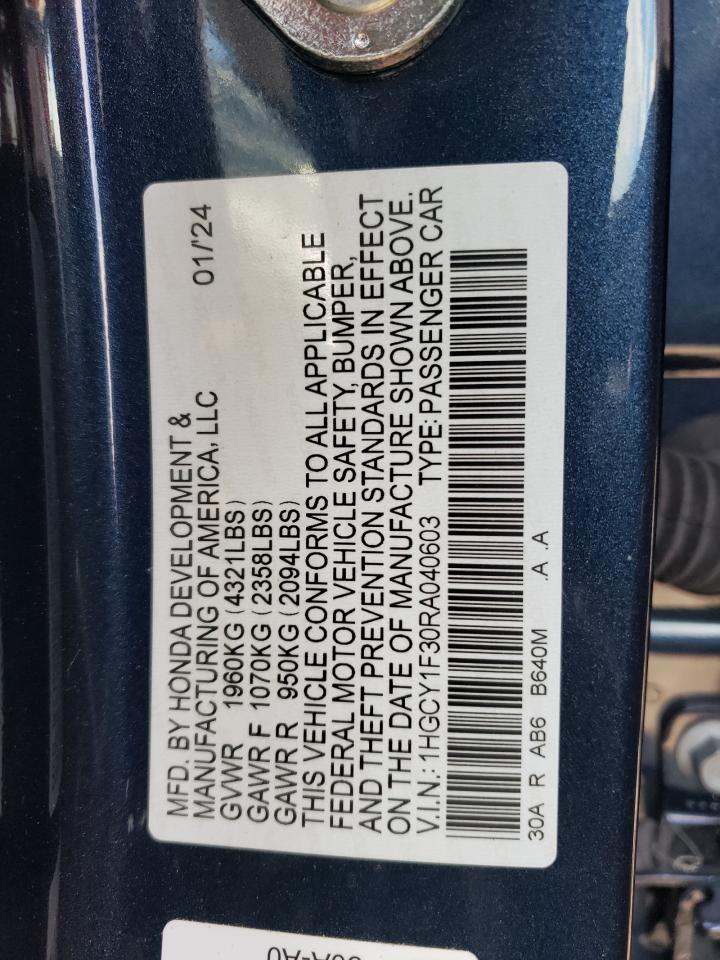 MFD. BY HONDA DEVELOPMENT &
MANUFACTURING OF AMERICA, LLC 01/'24
GVWR 1960KG (4321LBS)
GAWR F 1070KG (2358LBS)
GAWR R 950KG (2094LBS)
THIS VEHICLE CONFORMS TO ALL APPLICABLE
FEDERAL MOTOR VEHICLE SAFETY, BUMPER,
AND THEFT PREVENTION STANDARDS IN EFFECT
ON THE DATE OF MANUFACTURE SHOWN ABOVE.
V.I.N.: 1HGCY1F30RA040603 TYPE: PASSENGER CAR
30A R AB6 B640M .A .A